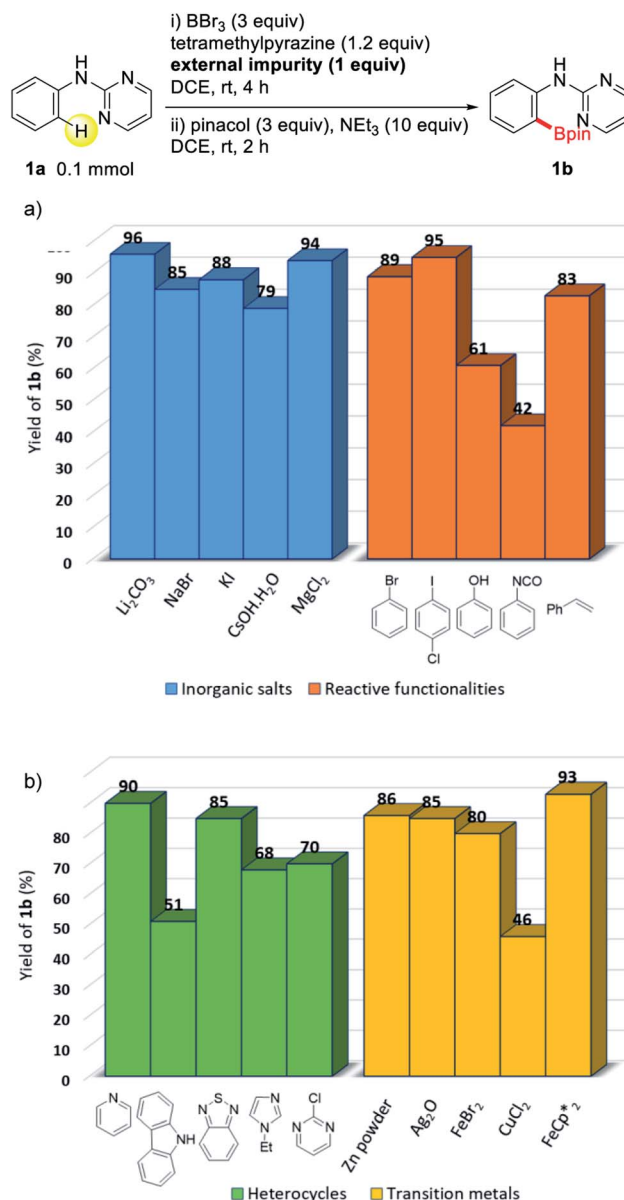 i) BBr₃ (3 equiv)
tetramethylpyrazine (1.2 equiv)
external impurity (1 equiv)
DCE, rt, 4 h
ii) pinacol (3 equiv), NEt₃ (10 equiv)
DCE, rt, 2 h
H
N
N
N
H
1a 0.1 mmol
H
N
N
N
Bpin
1b
a)
96
85
88
79
94
89
95
61
42
83
90
80
70
60
50
40
30
20
10
0
Yield of 1b (%)
Li₂CO₃
NaBr
KI
CsOH.H₂O
MgCl₂
Br
I
Cl
OH
NCO
Ph
Inorganic salts
Reactive functionalities
b)
90
51
85
68
70
86
85
80
46
93
80
70
60
50
40
30
20
10
0
Yield of 1b (%)
N
NH
S
N
N
N
N
Et
Cl
N
N
Zn powder
Ag₂O
FeBr₂
CuCl₂
FeCp*₂
Heterocycles
Transition metals